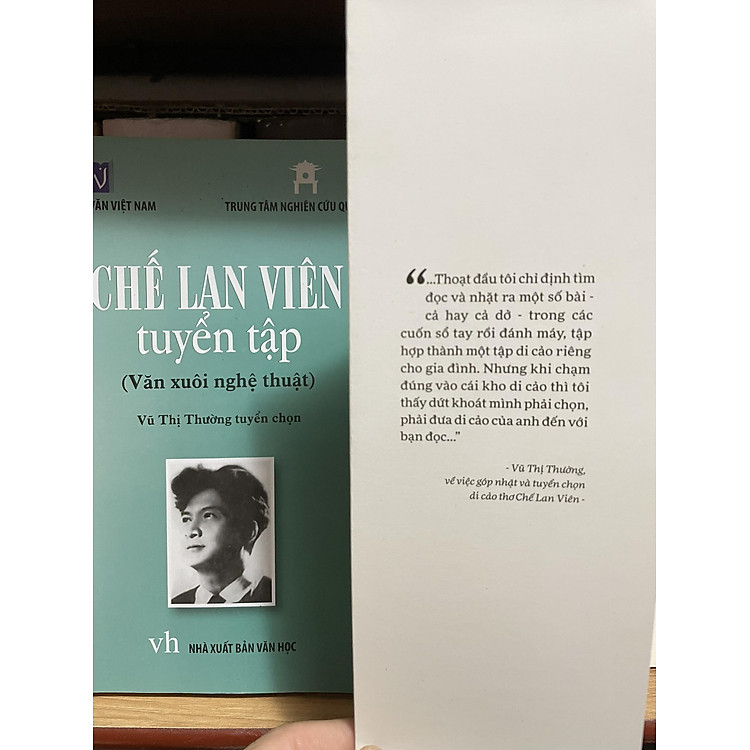 VĂN VIỆT NAM
TRUNG TÂM NGHIÊN CỨU QU
CHẾ LAN VIÊN
tuyển tập
(Văn xuôi nghệ thuật)
Vũ Thị Thường tuyển chọn
vh NHÀ XUẤT BẢN VĂN HỌC
“...Thoạt đầu tôi chỉ định tìm
đọc và nhặt ra một số bài -
cả hay cả dở - trong các
cuốn sổ tay rồi đánh máy, tập
hợp thành một tập di cảo riêng
cho gia đình. Nhưng khi chạm
đúng vào cái kho di cảo thì tôi
thấy dứt khoát mình phải chọn,
phải đưa di cảo của anh đến với
bạn đọc...”
- Vũ Thị Thường,
về việc góp nhặt và tuyển chọn
di cảo thơ Chế Lan Viên -